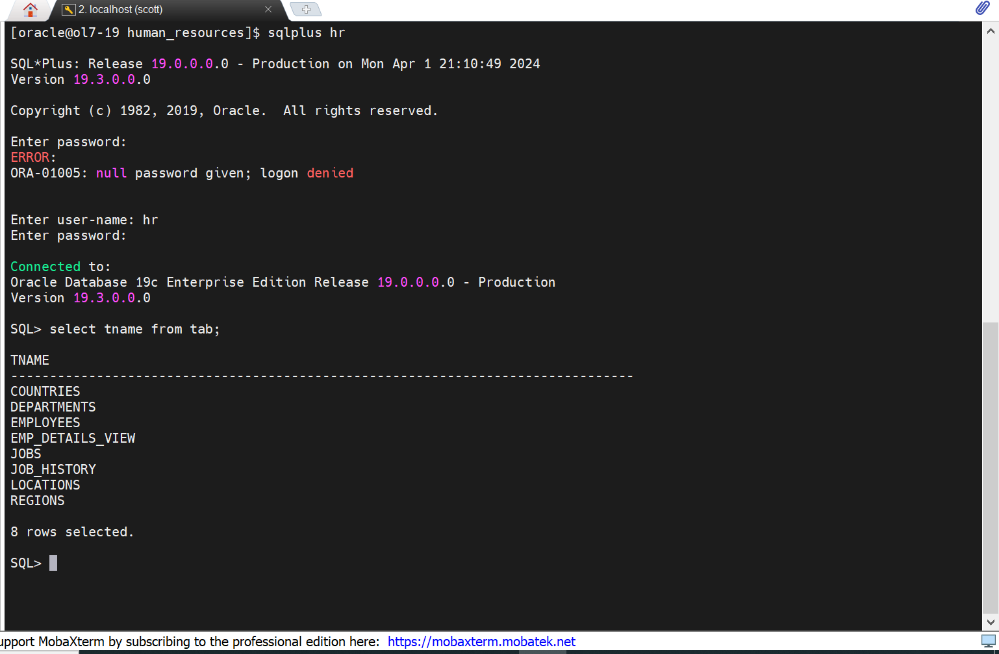 2. localhost (scott)
[oracle@ol7-19 human_resources]$ sqlplus hr
SQL*Plus: Release 19.0.0.0.0 - Production on Mon Apr 1 21:10:49 2024
Version 19.3.0.0.0
Copyright (c) 1982, 2019, Oracle.  All rights reserved.
Enter password:
ERROR:
ORA-01005: null password given; logon denied
Enter user-name: hr
Enter password:
Connected to:
Oracle Database 19c Enterprise Edition Release 19.0.0.0.0 - Production
Version 19.3.0.0.0
SQL> select tname from tab;
TNAME
--------------------------------------------------------------------------------
COUNTRIES
DEPARTMENTS
EMPLOYEES
EMP_DETAILS_VIEW
JOBS
JOB_HISTORY
LOCATIONS
REGIONS
8 rows selected.
SQL>
upport MobaXterm by subscribing to the professional edition here: https://mobaxterm.mobatek.net